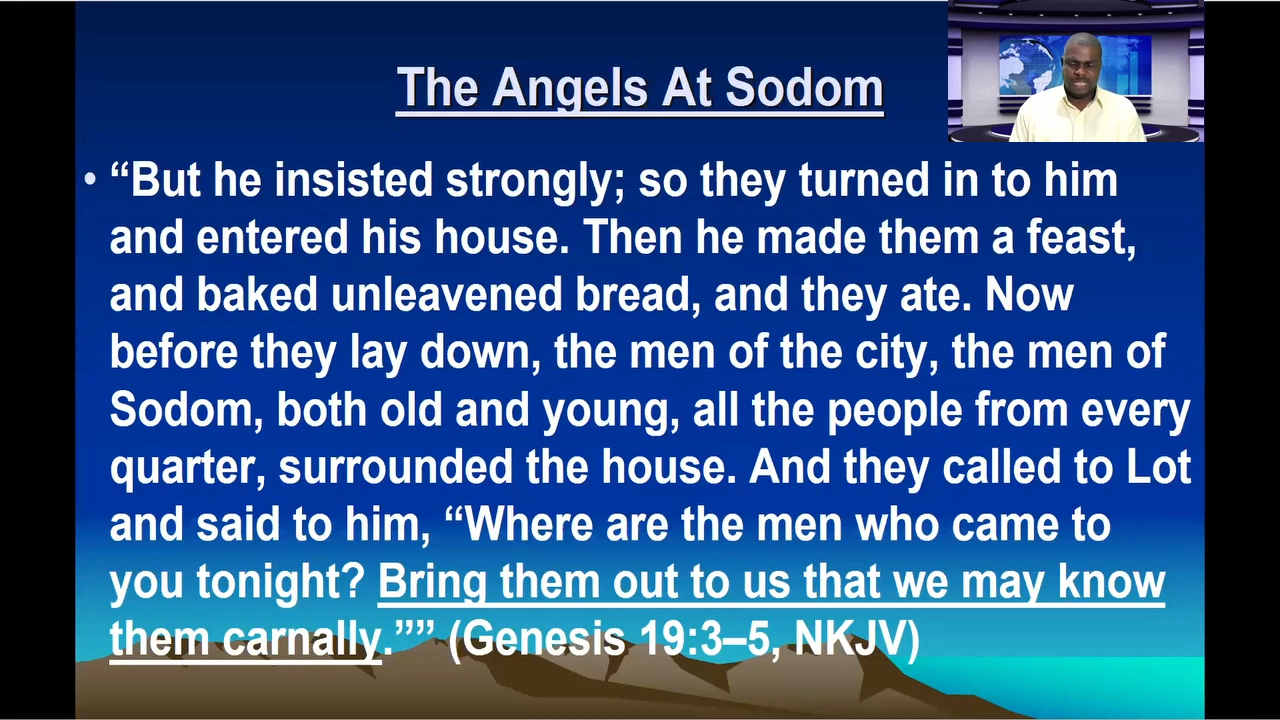 The Angels At Sodom
• “But he insisted strongly; so they turned in to him
and entered his house. Then he made them a feast,
and baked unleavened bread, and they ate. Now
before they lay down, the men of the city, the men of
Sodom, both old and young, all the people from every
quarter, surrounded the house. And they called to Lot
and said to him, “Where are the men who came to
you tonight? Bring them out to us that we may know
them carnally.”” (Genesis 19:3–5, NKJV)